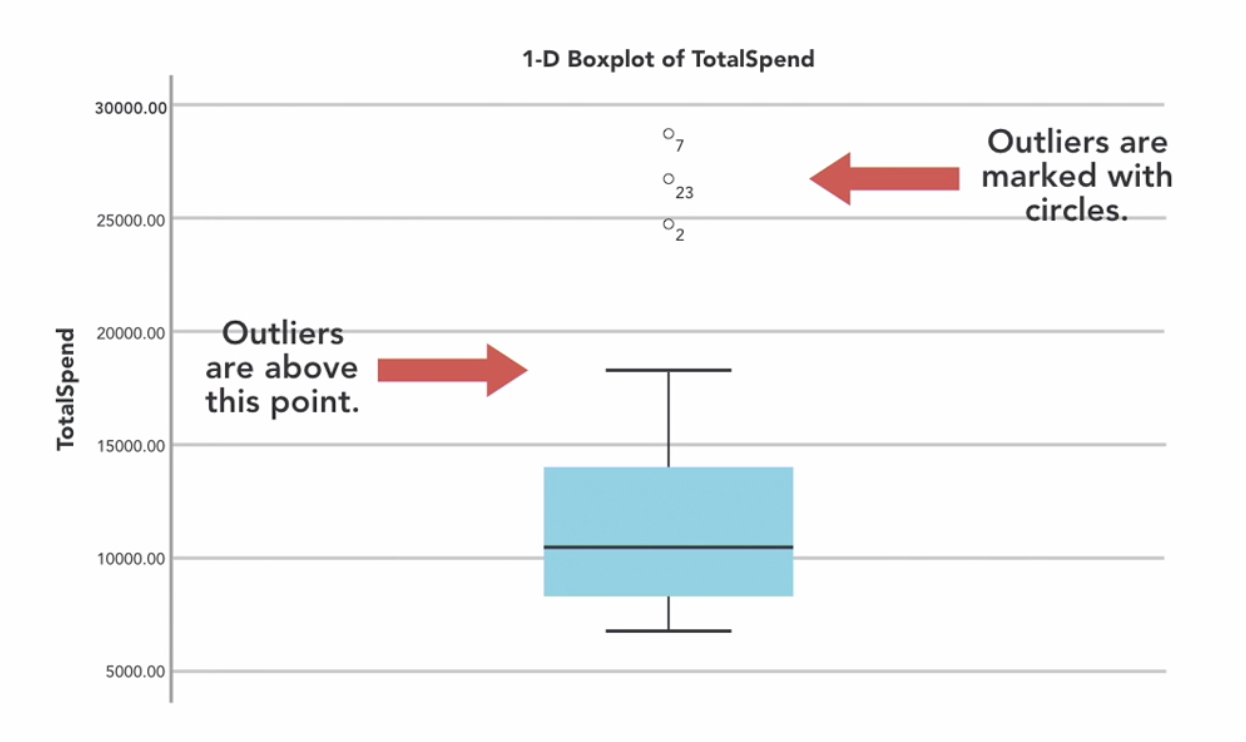 1-D Boxplot of TotalSpend
30000.00
7
Outliers are
marked with
circles.
23
25000.00
2
20000.00
Outliers
are above
this point.
TotalSpend
15000.00
10000.00
5000.00